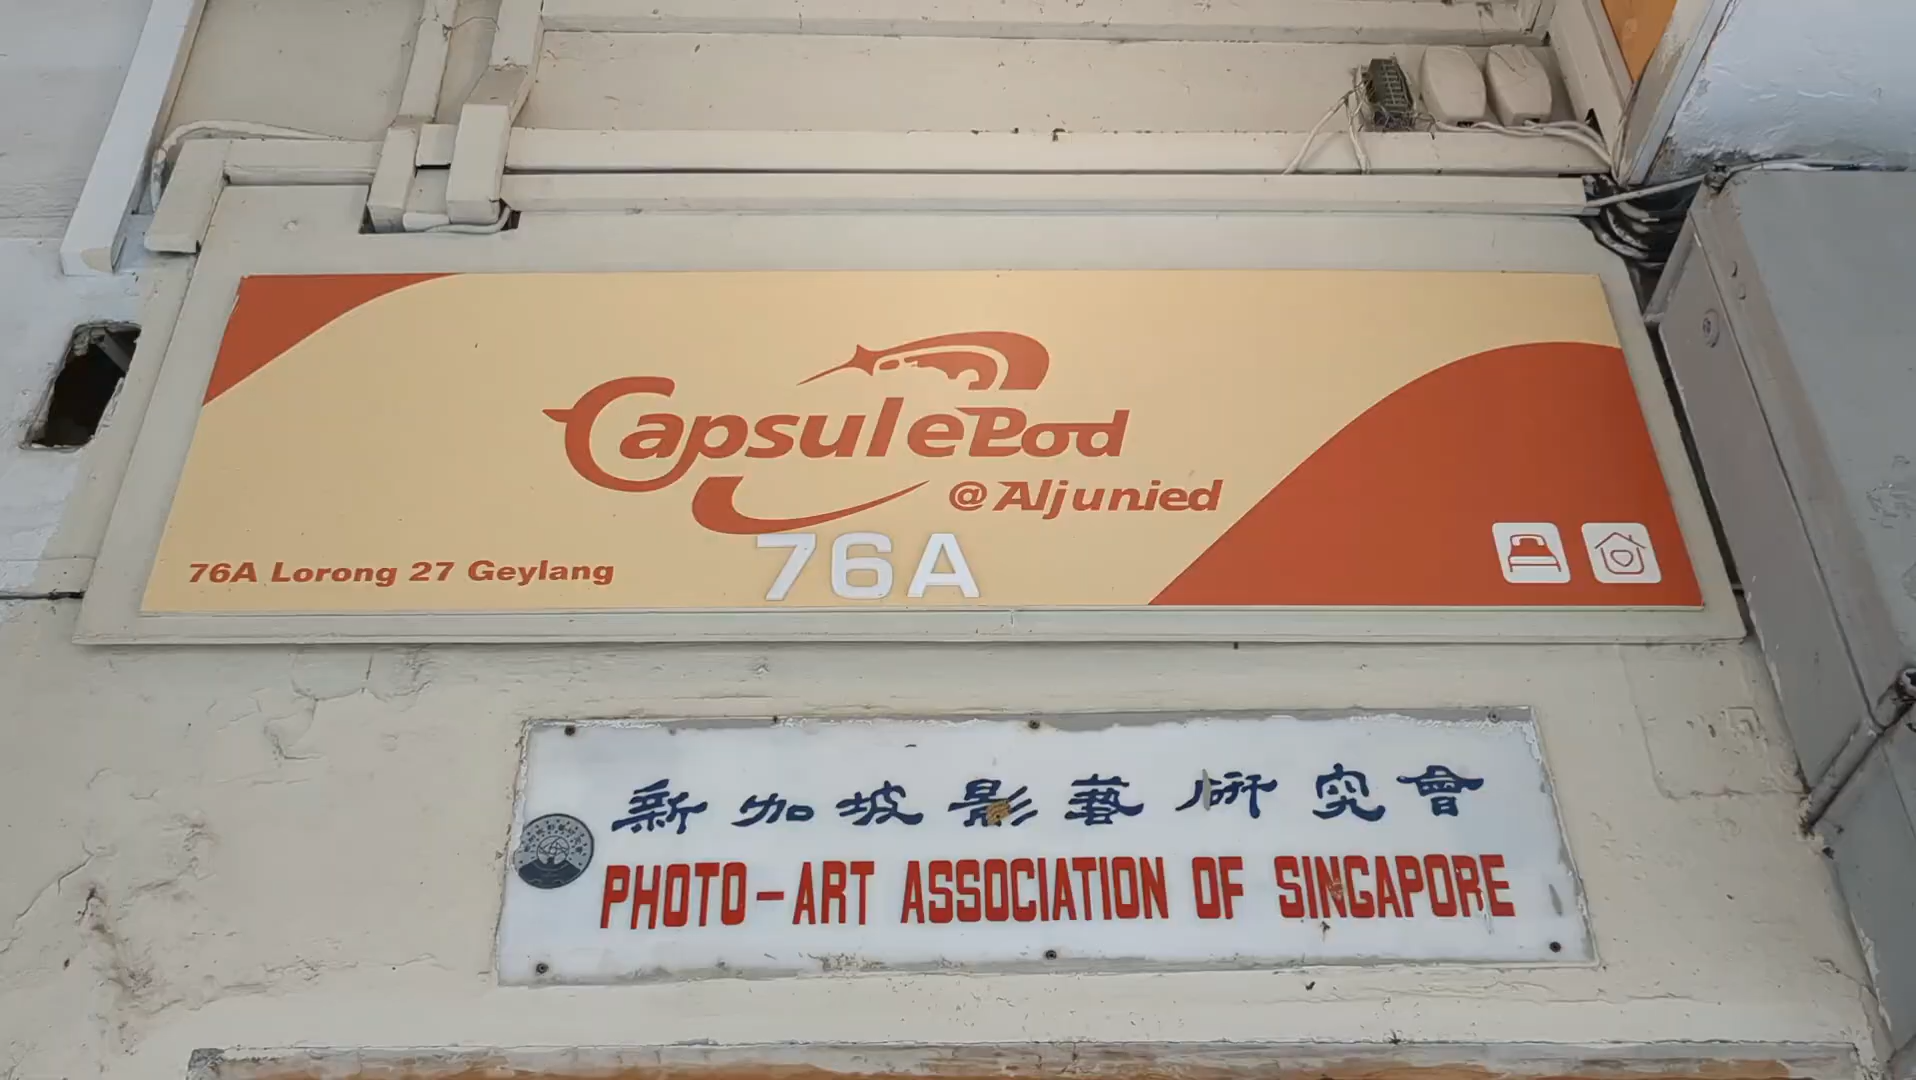 CapsulePod
@Aljunied
76A
76A Lorong 27 Geylang
新加坡影藝研究會
PHOTO-ART ASSOCIATION OF SINGAPORE